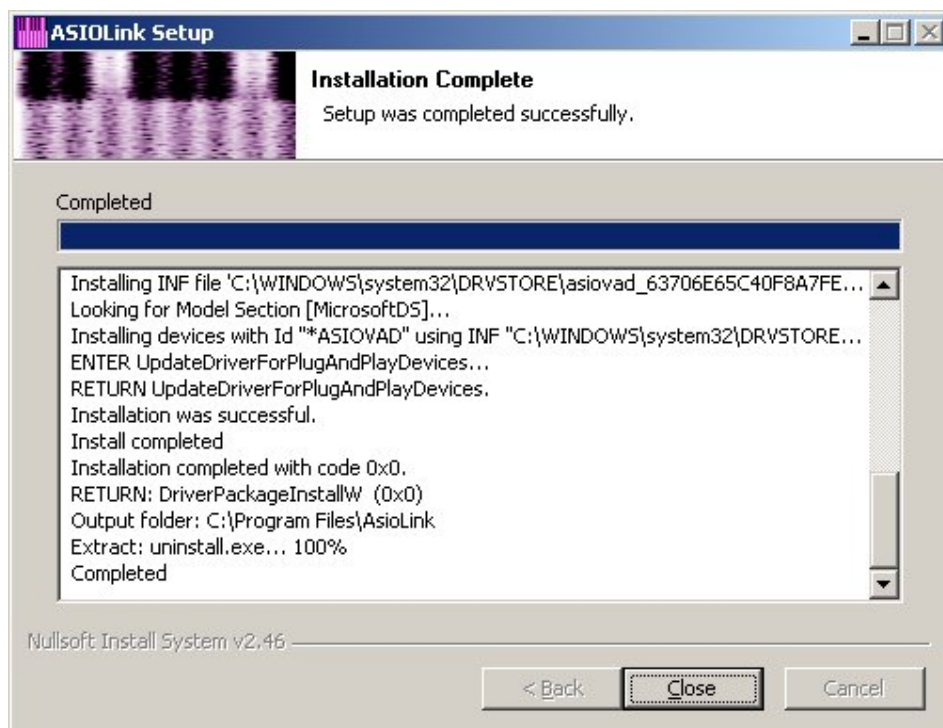 ASIOLink Setup
Installation Complete
Setup was completed successfully.
Completed
Installing INF file 'C:\WINDOWS\system32\DRVSTORE\asiovad_63706E65C40F8A7FE...
Looking for Model Section [MicrosoftDS]...
Installing devices with Id "*ASIOVAD" using INF "C:\WINDOWS\system32\DRVSTORE...
ENTER UpdateDriverForPlugAndPlayDevices...
RETURN UpdateDriverForPlugAndPlayDevices.
Installation was successful.
Install completed
Installation completed with code 0x0.
RETURN: DriverPackageInstallW  (0x0)
Output folder: C:\Program Files\AsioLink
Extract: uninstall.exe... 100%
Completed
Nullsoft Install System v2.46
< Back
Close
Cancel